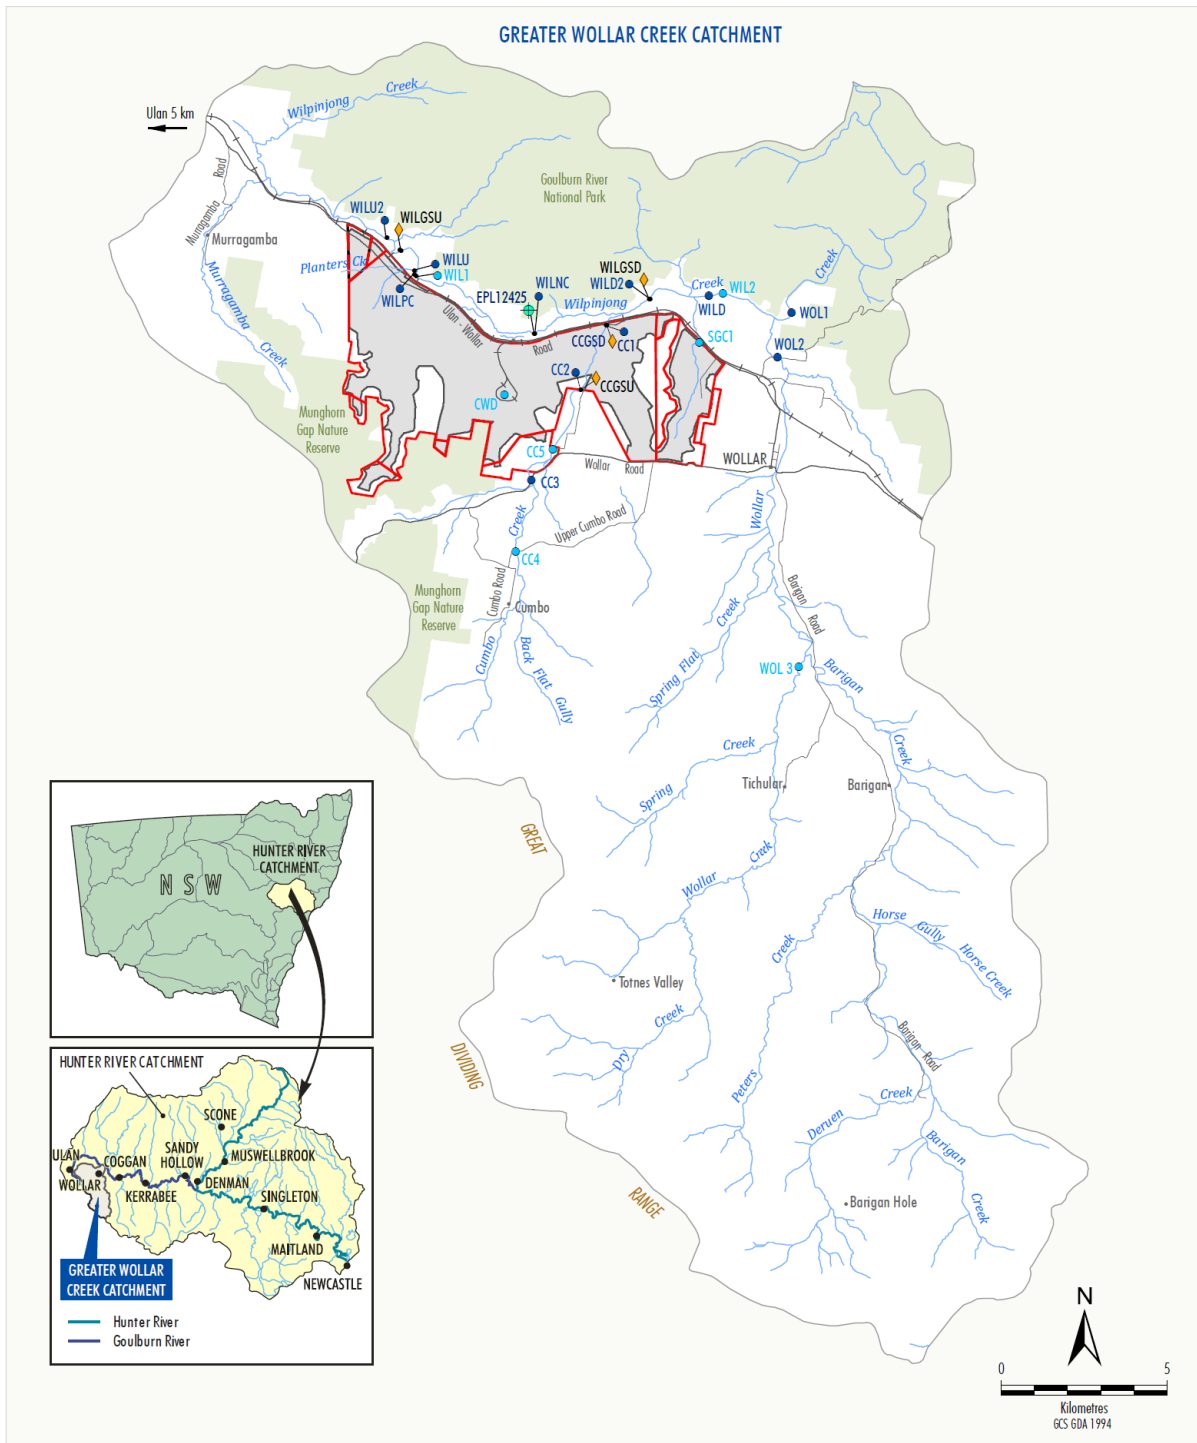 GREATER WOLLAR CREEK CATCHMENT
Ulan 5 km
Wilpinjong
Creek
Murragamba
Road
Murragamba
Goulburn River
National Park
WILU2
WILGSU
Planters Ck
WILU
WIL1
WILPC
EPL12425
WILNC
Wilpinjong
Creek
WILGSD
WILD2
WILD
WIL2
Creek
WOL1
WOL2
Murragamba
Creek
Ulan - Wollar
Road
CCGSD
CC1
SGC1
CC2
CCGSU
CWD
Munghorn
Gap Nature
Reserve
CC5
Wollar
Road
WOLLAR
CC3
Creek
Upper Cumbo Road
Wollar
CC4
Munghorn
Gap Nature
Reserve
Cumbo Road
Cumbo
Cumbo
Back
Flat
Gully
Barigan
Road
Creek
Spring Flat
WOL 3
Barigan
Creek
Creek
Spring
Tichular
Barigan
GREAT
Creek
Wollar
Horse
Gully
Horse Creek
Creek
Totnes Valley
Creek
Dry
DIVIDING
Barigan Road
Peters
Creek
Deruen
Barigan
Creek
RANGE
Barigan Hole
NSW
HUNTER RIVER
CATCHMENT
HUNTER RIVER CATCHMENT
SCONE
SANDY
HOLLOW
MUSWELLBROOK
ULAN
COGGAN
WOLLAR
KERRABEE
DENMAN
SINGLETON
MAITLAND
NEWCASTLE
GREATER WOLLAR
CREEK CATCHMENT
Hunter River
Goulburn River
N
0
5
Kilometres
GCS GDA 1994